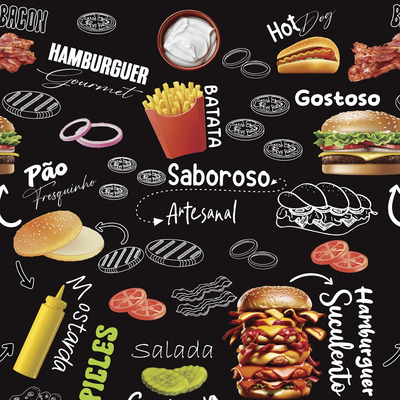 BACON
Hot
Dog
HAMBURGUER
Gourmet
Gostoso
BATATA
Pão
Fresquinho
Saboroso
Artesanal
Mostarda
PICLES
Salada
Hamburguer
Suculento